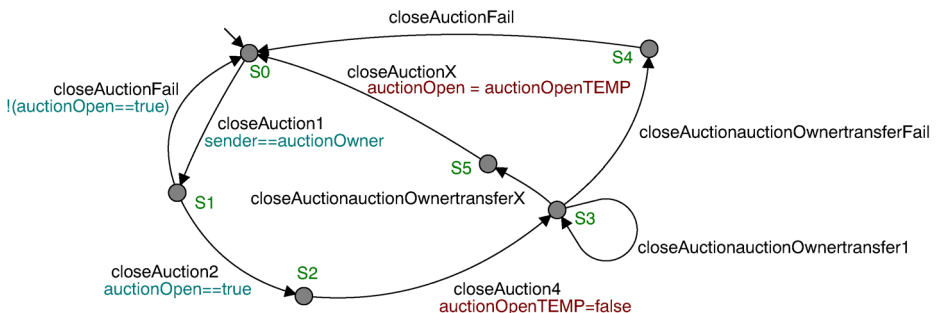 closeAuctionFail
S4
S0
closeAuctionX
auctionOpen = auctionOpenTEMP
closeAuctionFail
!(auctionOpen==true)
closeAuction1
sender==auctionOwner
closeAuctionauctionOwnertransferFail
S5
S1
closeAuctionauctionOwnertransferX
S3
closeAuctionauctionOwnertransfer1
closeAuction2
auctionOpen==true
S2
closeAuction4
auctionOpenTEMP=false